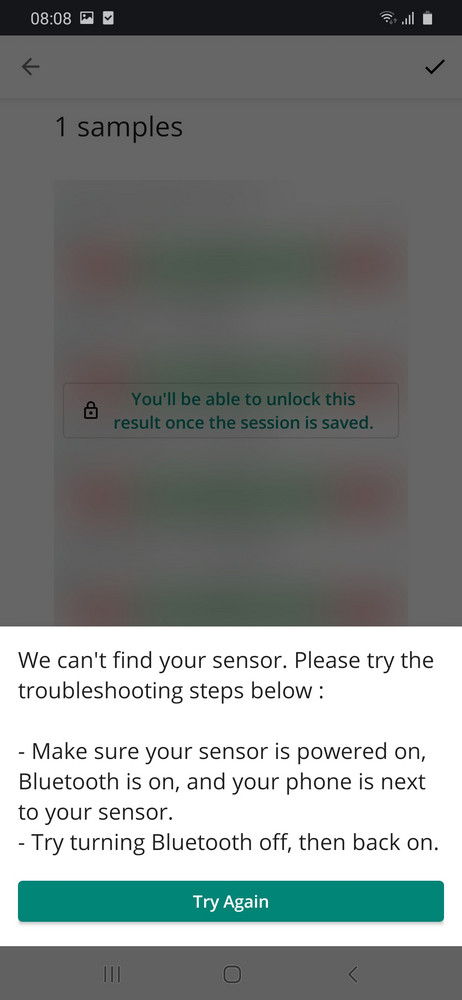 08:08
1 samples
You'll be able to unlock this
result once the session is saved.
We can't find your sensor. Please try the
troubleshooting steps below :
- Make sure your sensor is powered on,
Bluetooth is on, and your phone is next
to your sensor.
- Try turning Bluetooth off, then back on.
Try Again